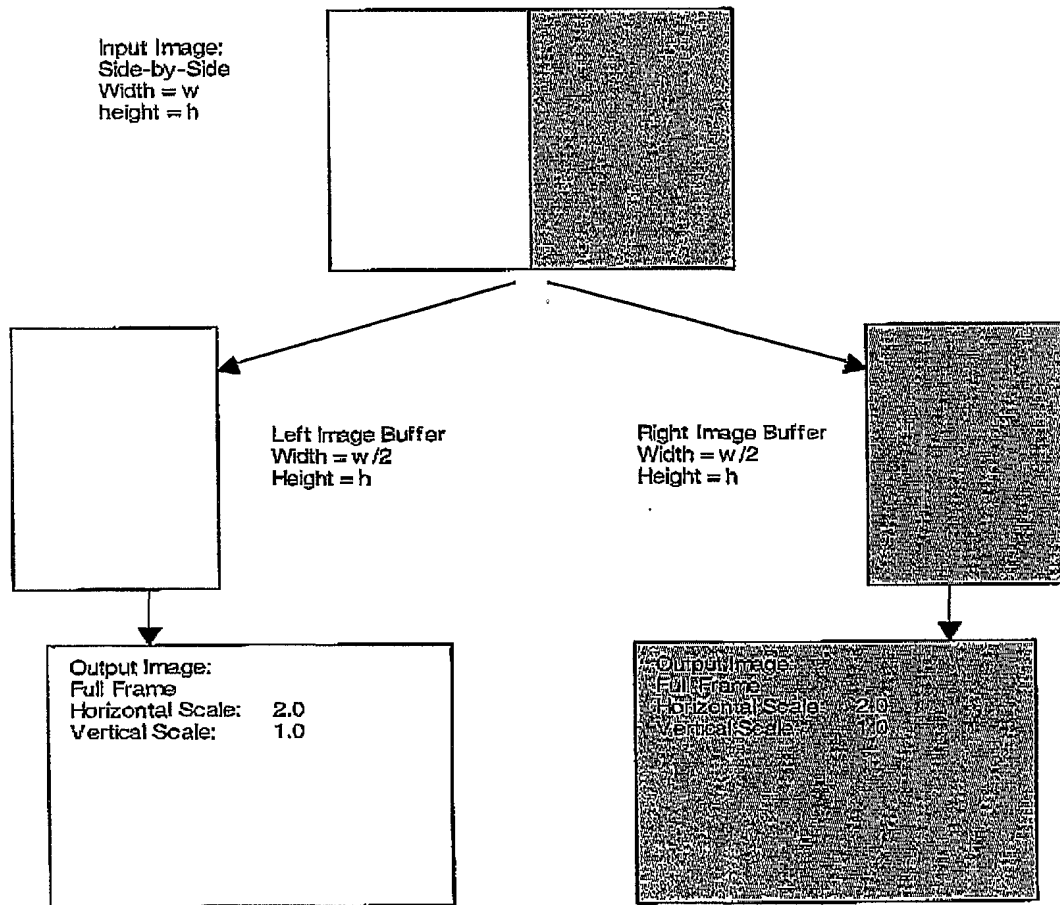 Input Image:
Side-by-Side
Width = w
height = h
Left Image Buffer
Width = w/2
Height = h
Right Image Buffer
Width = w/2
Height = h
Output Image:
Full Frame
Horizontal Scale: 2.0
Vertical Scale: 1.0
Output Image:
Full Frame
Horizontal Scale: 2.0
Vertical Scale: 1.0